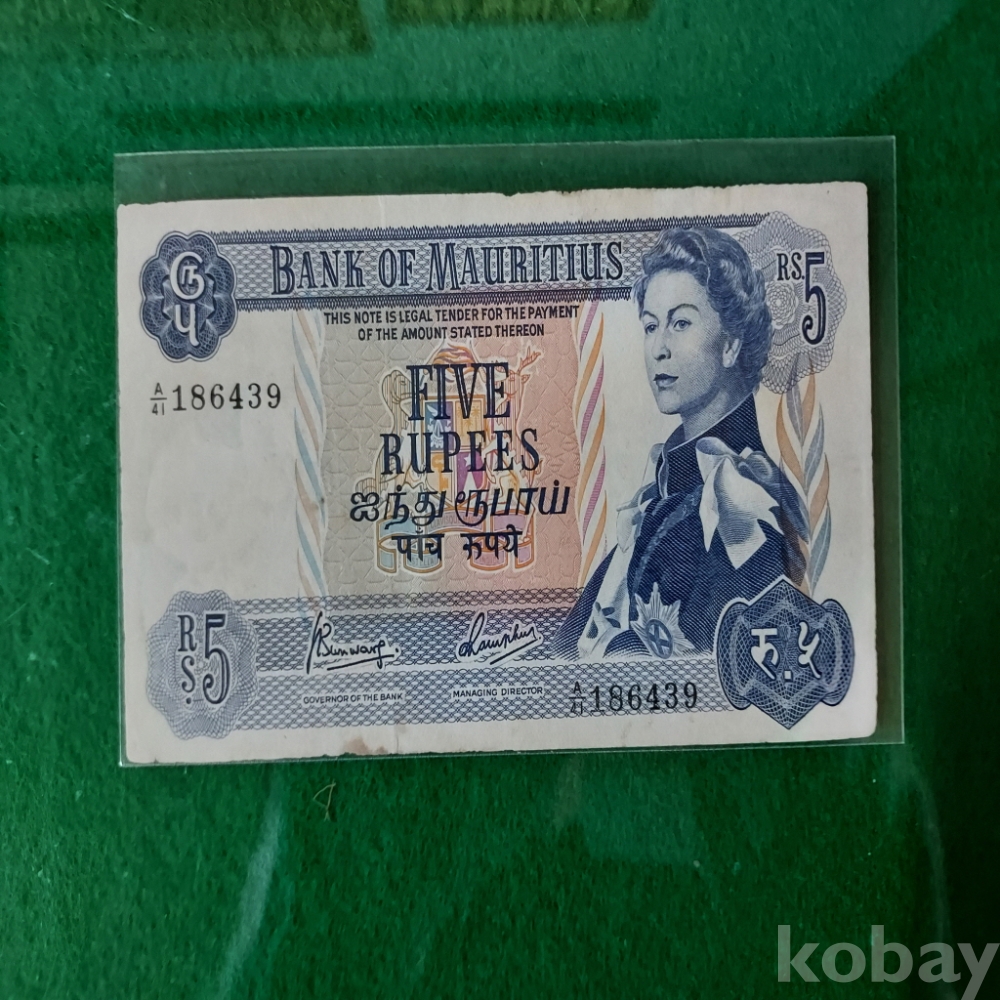 BANK OF MAURITIUS
RS. 5
THIS NOTE IS LEGAL TENDER FOR THE PAYMENT
OF THE AMOUNT STATED THEREON
A/41 186439
FIVE
RUPEES
ஐந்து ரூபாய்
पाँच रुपये
RS. 5
GOVERNOR OF THE BANK
MANAGING DIRECTOR
A/41 186439
रु. ५
kobay